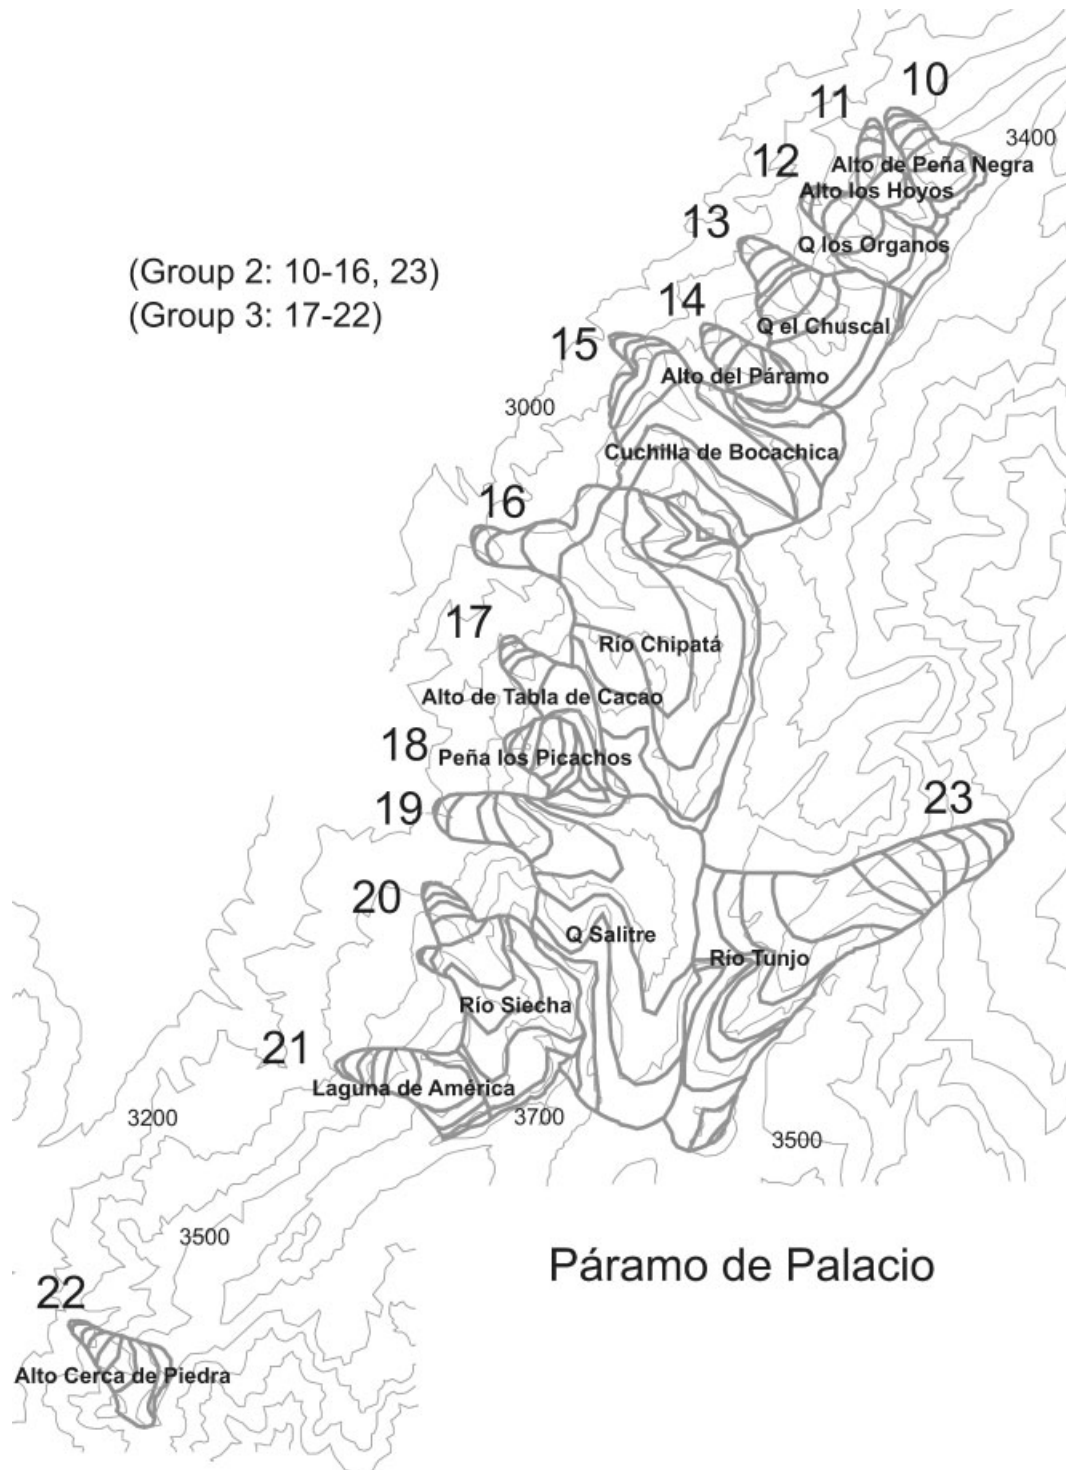 10
11
3400
12
Alto de Peña Negra
Alto los Hoyos
13
Q los Organos
(Group 2: 10-16, 23)
(Group 3: 17-22)
14
Q el Chuscal
15
Alto del Páramo
3000
Cuchilla de Bocachica
16
17
Río Chipatá
Alto de Tabla de Cacao
18
Peña los Picachos
19
23
20
Q Salitre
Río Tunjo
Río Siecha
21
Laguna de América
3200
3700
3500
3500
Páramo de Palacio
22
Alto Cerca de Piedra